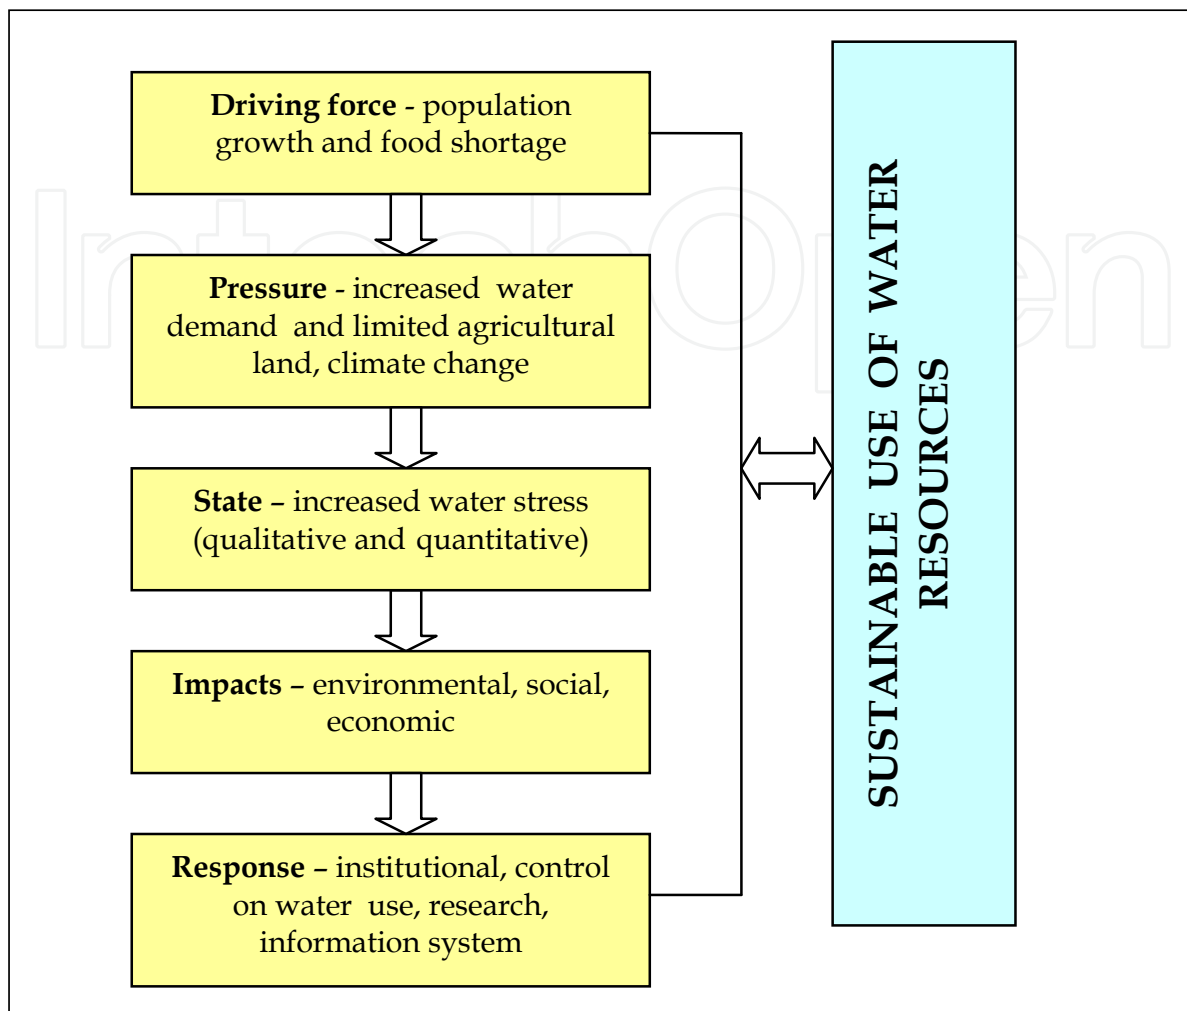 Driving force - population
growth and food shortage
IntechOpen
Pressure - increased water
demand and limited agricultural
land, climate change
State – increased water stress
(qualitative and quantitative)
Impacts – environmental, social,
economic
Response – institutional, control
on water use, research,
information system
SUSTAINABLE USE OF WATER
RESOURCES